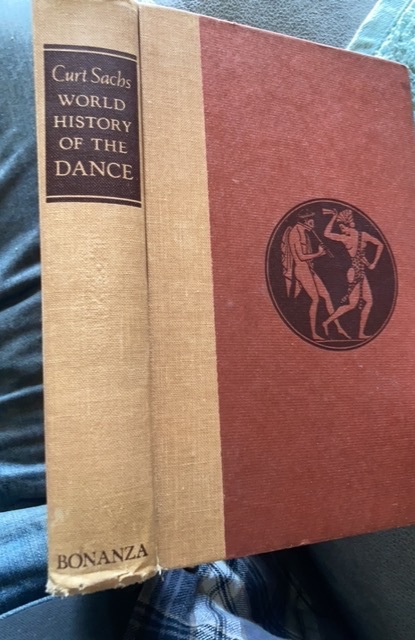 Curt Sachs
WORLD
HISTORY
OF THE
DANCE
BONANZA